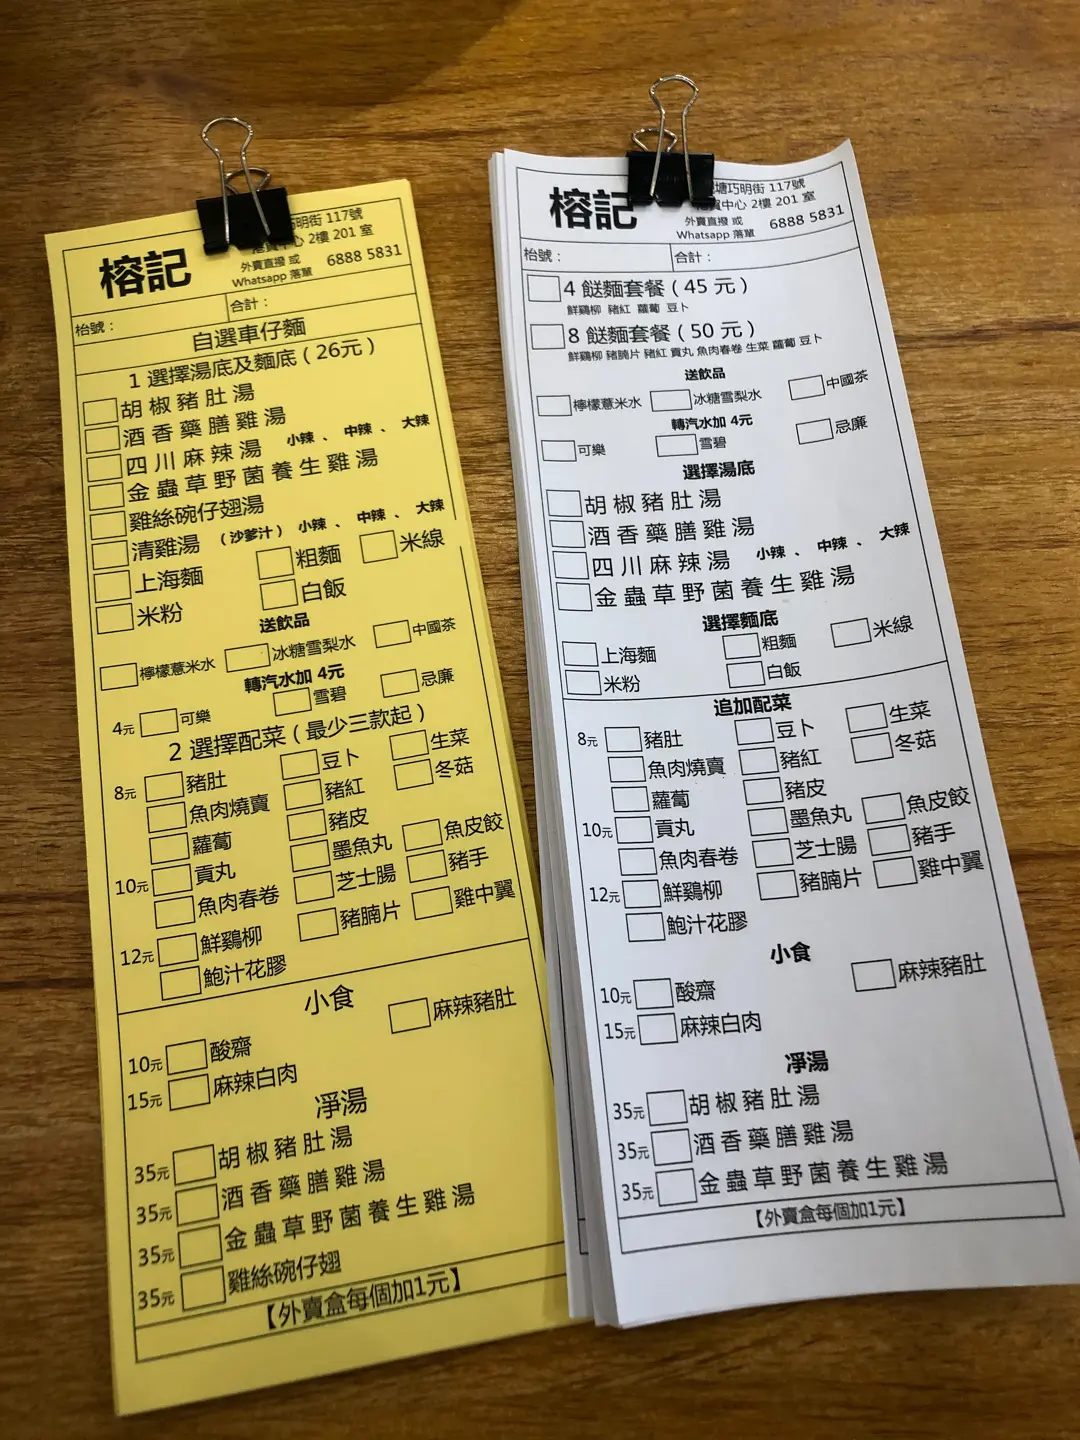 榕記
巧明街 117號
中心 2樓 201 室
外賣直撥 或
Whatsapp 落單
6888 5831
枱號：
合計：
自選車仔麵
1 選擇湯底及麵底（26元）
胡椒豬肚湯
酒香藥膳雞湯
四川麻辣湯 小辣、中辣、大辣
金蟲草野菌養生雞湯
雞絲碗仔翅湯
清雞湯（沙爹汁）小辣、中辣、大辣
上海麵 粗麵 米線
米粉 白飯
送飲品
檸檬薏米水 冰糖雪梨水 中國茶
轉汽水加 4元
4元 可樂 雪碧 忌廉
2 選擇配菜（最少三款起）
8元 豬肚 豆卜 生菜
魚肉燒賣 豬紅 冬菇
蘿蔔 豬皮
10元 貢丸 墨魚丸 魚皮餃
魚肉春卷 芝士腸 豬手
12元 鮮鷄柳 豬腩片 雞中翼
鮑汁花膠
小食
10元 酸齋 麻辣豬肚
15元 麻辣白肉
淨湯
35元 胡椒豬肚湯
35元 酒香藥膳雞湯
35元 金蟲草野菌養生雞湯
35元 雞絲碗仔翅
【外賣盒每個加1元】
榕記
塘巧明街 117號
中心 2樓 201 室
外賣直撥 或
Whatsapp 落單
6888 5831
枱號：
合計：
4 餸麵套餐（45 元）
鮮鷄柳 豬紅 蘿蔔 豆卜
8 餸麵套餐（50 元）
鮮鷄柳 豬腩片 豬紅 貢丸 魚肉春卷 生菜 蘿蔔 豆卜
送飲品
檸檬薏米水 冰糖雪梨水 中國茶
轉汽水加 4元
可樂 雪碧 忌廉
選擇湯底
胡椒豬肚湯
酒香藥膳雞湯
四川麻辣湯 小辣、中辣、大辣
金蟲草野菌養生雞湯
選擇麵底
上海麵 粗麵 米線
米粉 白飯
追加配菜
8元 豬肚 豆卜 生菜
魚肉燒賣 豬紅 冬菇
蘿蔔 豬皮
10元 貢丸 墨魚丸 魚皮餃
魚肉春卷 芝士腸 豬手
12元 鮮鷄柳 豬腩片 雞中翼
鮑汁花膠
小食
10元 酸齋 麻辣豬肚
15元 麻辣白肉
淨湯
35元 胡椒豬肚湯
35元 酒香藥膳雞湯
35元 金蟲草野菌養生雞湯
【外賣盒每個加1元】